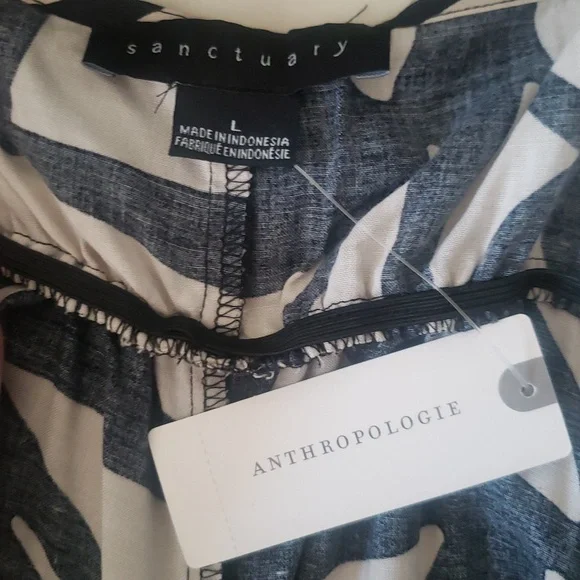 sanctuary
L
MADE IN INDONESIA
FABRIQUÉ EN INDONÉSIE
ANTHROPOLOGIE